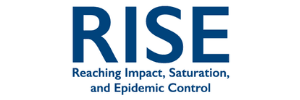 RISE
Reaching Impact, Saturation,
and Epidemic Control